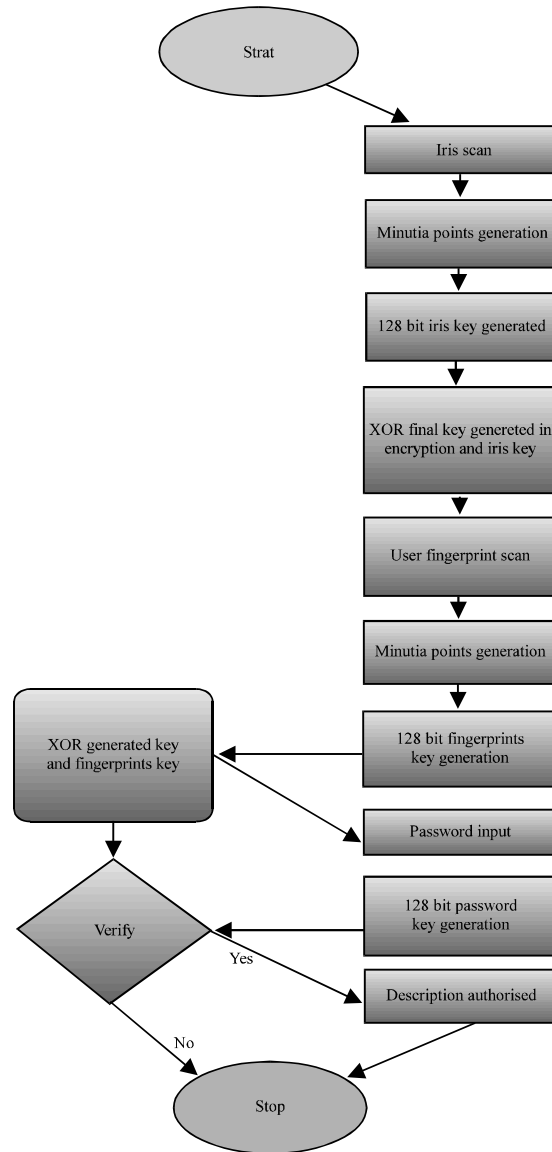 Strat
Iris scan
Minutia points generation
128 bit iris key generated
XOR final key genereted in
encryption and iris key
User fingerprint scan
Minutia points generation
128 bit fingerprints
key generation
XOR generated key
and fingerprints key
Password input
128 bit password
key generation
Verify
Yes
Description authorised
No
Stop